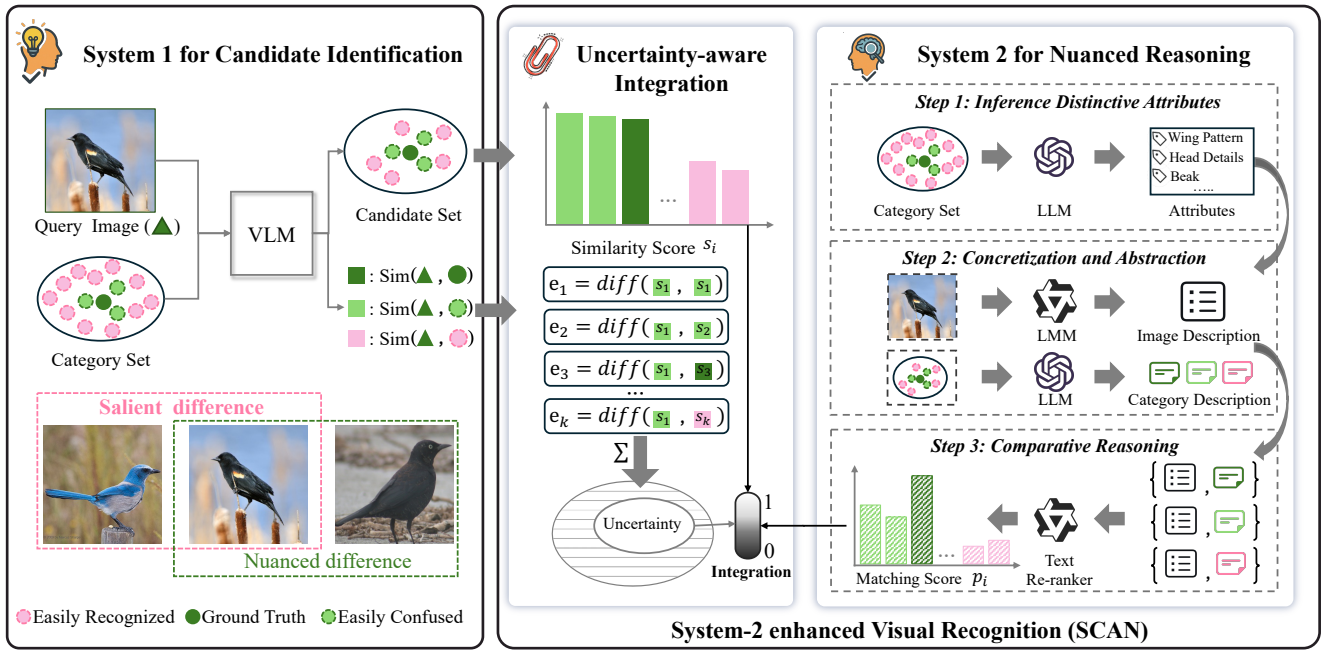 System 1 for Candidate Identification
Query Image (▲)
Category Set
VLM
Candidate Set
: Sim(▲, ●)
: Sim(▲, ●)
: Sim(▲, ●)
Salient difference
Nuanced difference
Easily Recognized
Ground Truth
Easily Confused
Uncertainty-aware
Integration
...
Similarity Score s_i
e_1 = diff( s_1 , s_1 )
e_2 = diff( s_1 , s_2 )
e_3 = diff( s_1 , s_3 )
...
e_k = diff( s_1 , s_k )
Σ
Uncertainty
1
0
Integration
System 2 for Nuanced Reasoning
Step 1: Inference Distinctive Attributes
Category Set
LLM
Wing Pattern
Head Details
Beak
.....
Attributes
Step 2: Concretization and Abstraction
LMM
Image Description
LLM
Category Description
Step 3: Comparative Reasoning
...
Matching Score p_i
Text
Re-ranker
{ , }
{ , }
{ , }
System-2 enhanced Visual Recognition (SCAN)